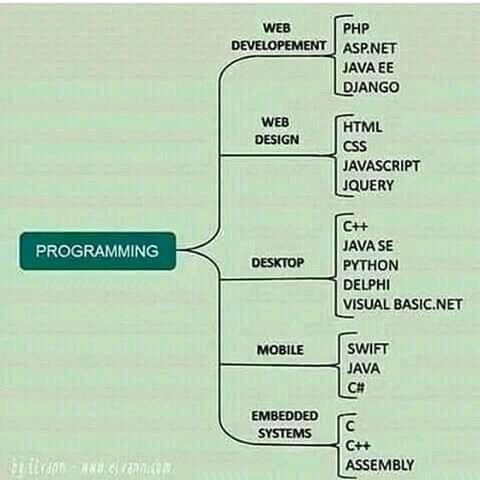 PROGRAMMING
WEB
DEVELOPEMENT
PHP
ASP.NET
JAVA EE
DJANGO
WEB
DESIGN
HTML
CSS
JAVASCRIPT
JQUERY
DESKTOP
C++
JAVA SE
PYTHON
DELPHI
VISUAL BASIC.NET
MOBILE
SWIFT
JAVA
C#
EMBEDDED
SYSTEMS
C
C++
ASSEMBLY
by Elvann - www.elvann.com